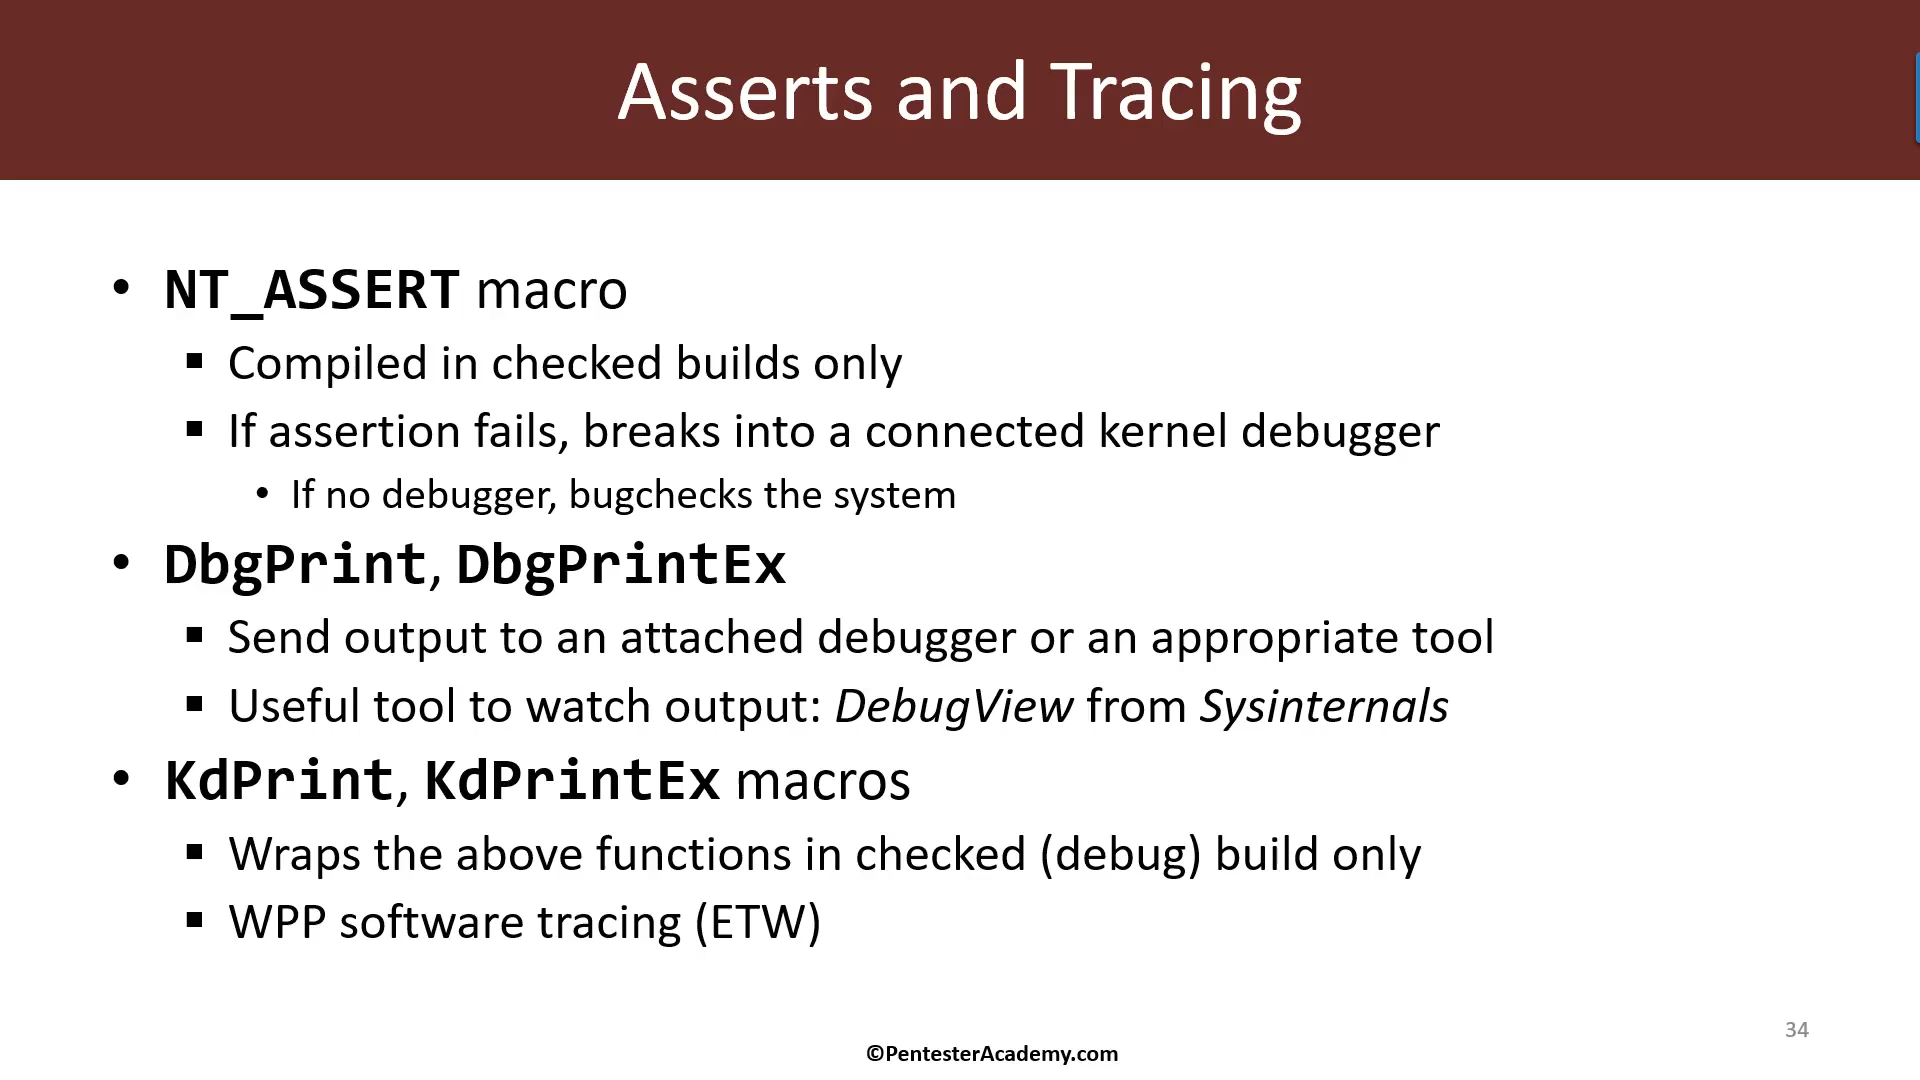 Asserts and Tracing
• NT_ASSERT macro
▪ Compiled in checked builds only
▪ If assertion fails, breaks into a connected kernel debugger
• If no debugger, bugchecks the system
• DbgPrint, DbgPrintEx
▪ Send output to an attached debugger or an appropriate tool
▪ Useful tool to watch output: DebugView from Sysinternals
• KdPrint, KdPrintEx macros
▪ Wraps the above functions in checked (debug) build only
▪ WPP software tracing (ETW)
34
©PentesterAcademy.com